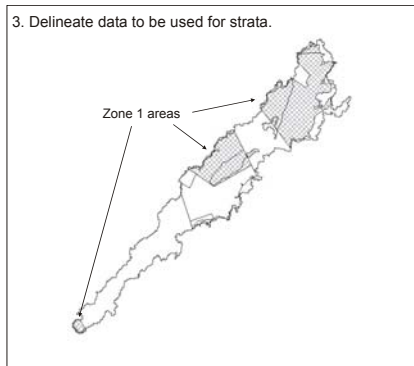 3. Delineate data to be used for strata.
Zone 1 areas